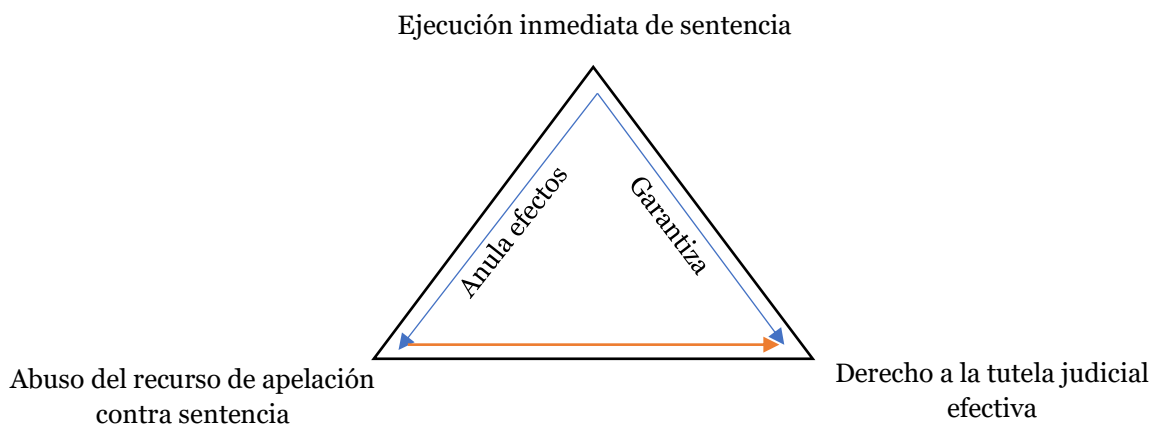 Ejecución inmediata de sentencia
Anula efectos
Garantiza
Abuso del recurso de apelación
contra sentencia
Derecho a la tutela judicial
efectiva